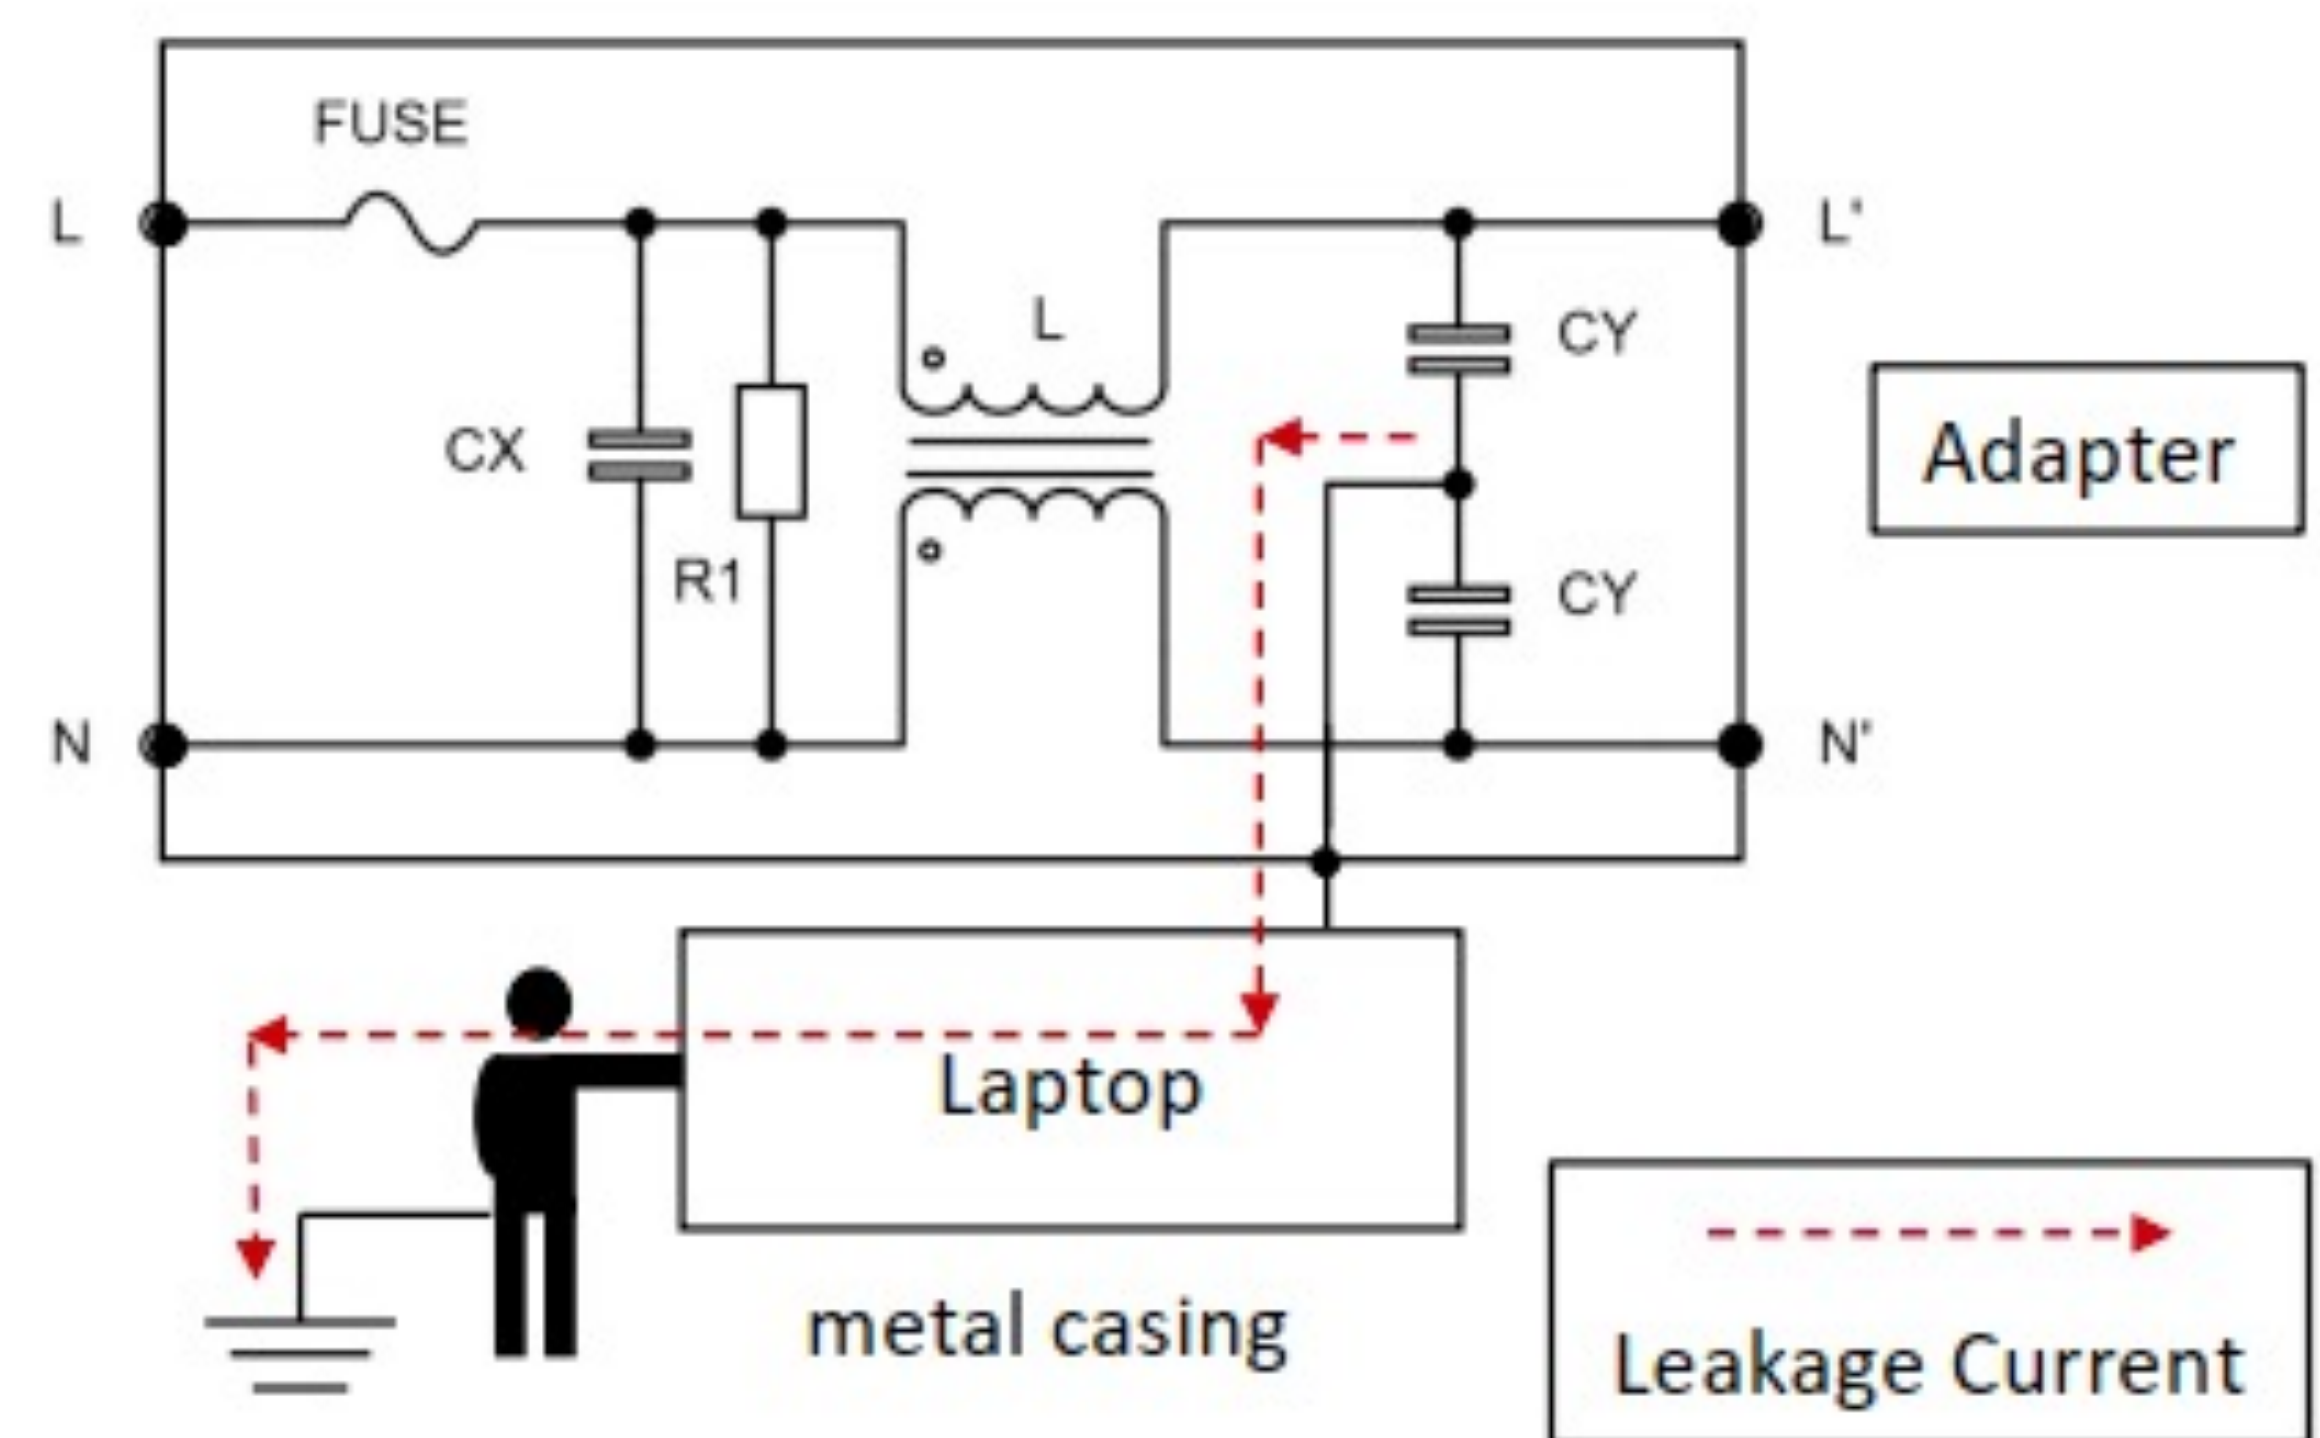 FUSE
L
L'
L
CY
CX
Adapter
R1
CY
N
N'
Laptop
metal casing
Leakage Current